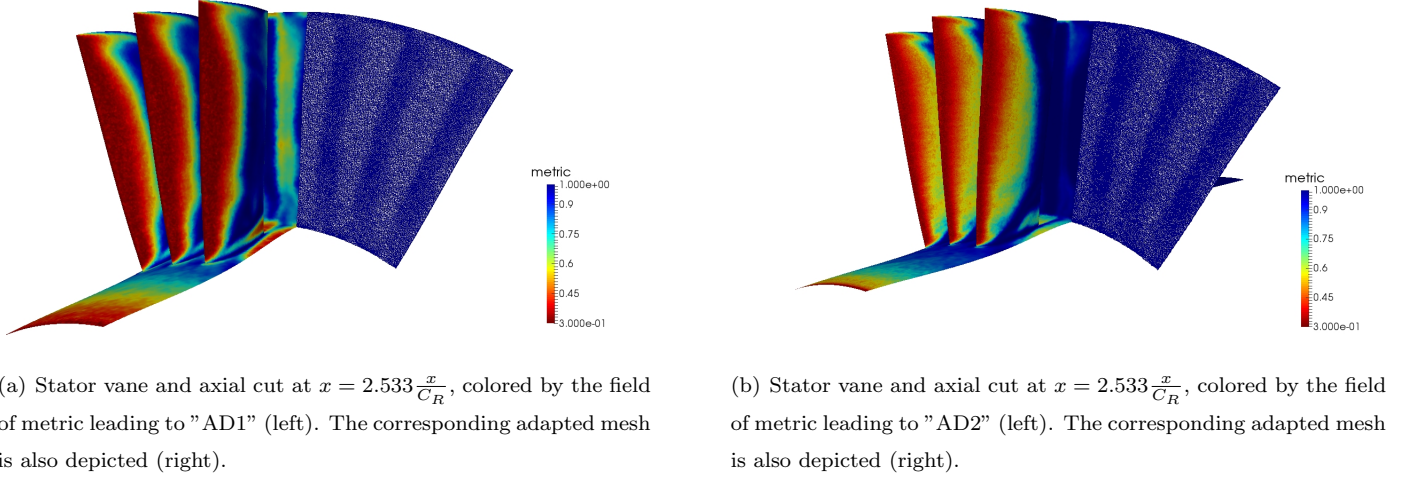 metric
1.000e+00
0.9
0.75
0.6
0.45
3.000e-01
metric
1.000e+00
0.9
0.75
0.6
0.45
3.000e-01
(a) Stator vane and axial cut at x = 2.533 x/C_R, colored by the field
of metric leading to ”AD1” (left). The corresponding adapted mesh
is also depicted (right).
(b) Stator vane and axial cut at x = 2.533 x/C_R, colored by the field
of metric leading to ”AD2” (left). The corresponding adapted mesh
is also depicted (right).